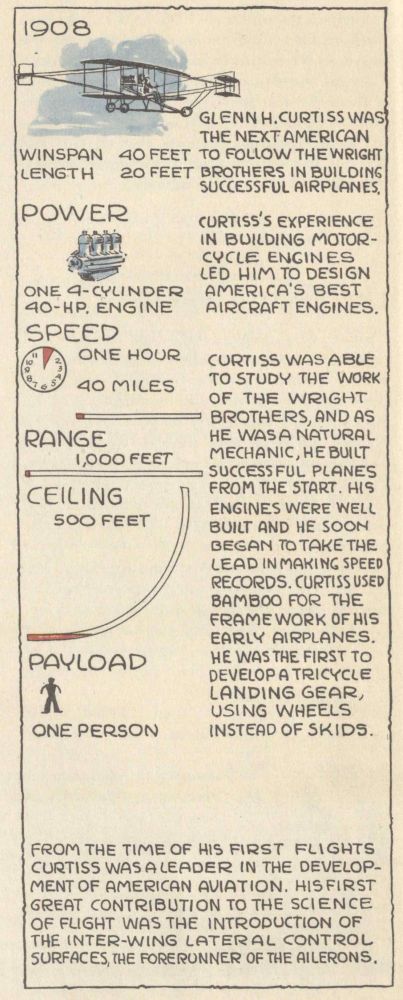 1908
GLENN H. CURTISS WAS
THE NEXT AMERICAN
TO FOLLOW THE WRIGHT
BROTHERS IN BUILDING
SUCCESSFUL AIRPLANES.
WINSPAN 40 FEET
LENGTH 20 FEET
POWER
ONE 4-CYLINDER
40-HP. ENGINE
CURTISS'S EXPERIENCE
IN BUILDING MOTOR-
CYCLE ENGINES
LED HIM TO DESIGN
AMERICA'S BEST
AIRCRAFT ENGINES.
SPEED
ONE HOUR
40 MILES
RANGE
1,000 FEET
CEILING
500 FEET
PAYLOAD
ONE PERSON
CURTISS WAS ABLE
TO STUDY THE WORK
OF THE WRIGHT
BROTHERS, AND AS
HE WAS A NATURAL
MECHANIC, HE BUILT
SUCCESSFUL PLANES
FROM THE START. HIS
ENGINES WERE WELL
BUILT AND HE SOON
BEGAN TO TAKE THE
LEAD IN MAKING SPEED
RECORDS. CURTISS USED
BAMBOO FOR THE
FRAME WORK OF HIS
EARLY AIRPLANES.
HE WAS THE FIRST TO
DEVELOP A TRICYCLE
LANDING GEAR,
USING WHEELS
INSTEAD OF SKIDS.
FROM THE TIME OF HIS FIRST FLIGHTS
CURTISS WAS A LEADER IN THE DEVELOP-
MENT OF AMERICAN AVIATION. HIS FIRST
GREAT CONTRIBUTION TO THE SCIENCE
OF FLIGHT WAS THE INTRODUCTION OF
THE INTER-WING LATERAL CONTROL
SURFACES, THE FORERUNNER OF THE AILERONS.